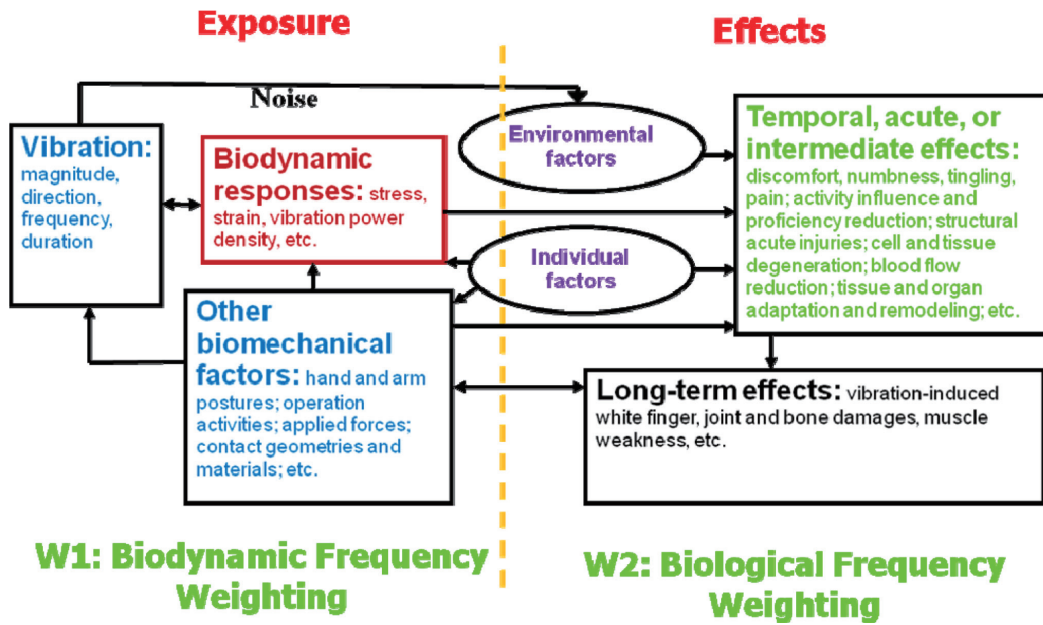 Exposure
Effects
Noise
Vibration:
magnitude,
direction,
frequency,
duration
Biodynamic
responses: stress,
strain, vibration power
density, etc.
Environmental
factors
Individual
factors
Other
biomechanical
factors: hand and arm
postures; operation
activities; applied forces;
contact geometries and
materials; etc.
Temporal, acute, or
intermediate effects:
discomfort, numbness, tingling,
pain; activity influence and
proficiency reduction; structural
acute injuries; cell and tissue
degeneration; blood flow
reduction; tissue and organ
adaptation and remodeling; etc.
Long-term effects: vibration-induced
white finger, joint and bone damages, muscle
weakness, etc.
W1: Biodynamic Frequency
Weighting
W2: Biological Frequency
Weighting